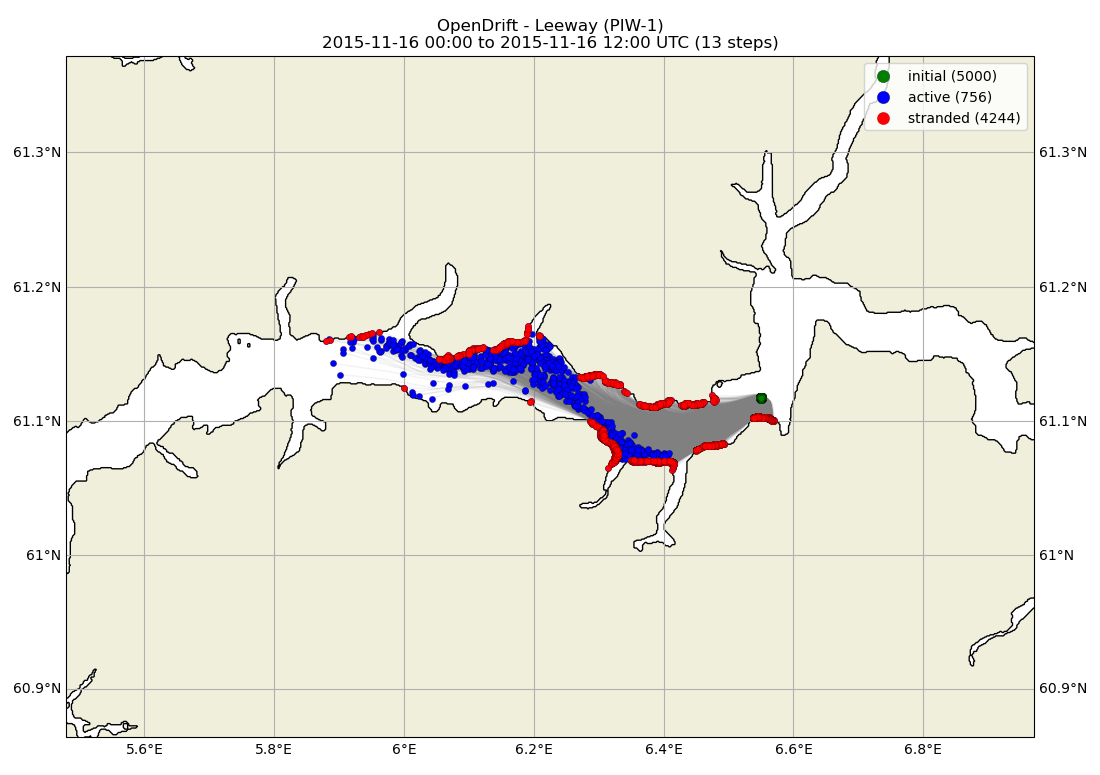 OpenDrift - Leeway (PIW-1)
2015-11-16 00:00 to 2015-11-16 12:00 UTC (13 steps)
initial (5000)
active (756)
stranded (4244)
61.3°N 61.3°N
61.2°N 61.2°N
61.1°N 61.1°N
61°N 61°N
60.9°N 60.9°N
5.6°E 5.8°E 6°E 6.2°E 6.4°E 6.6°E 6.8°E